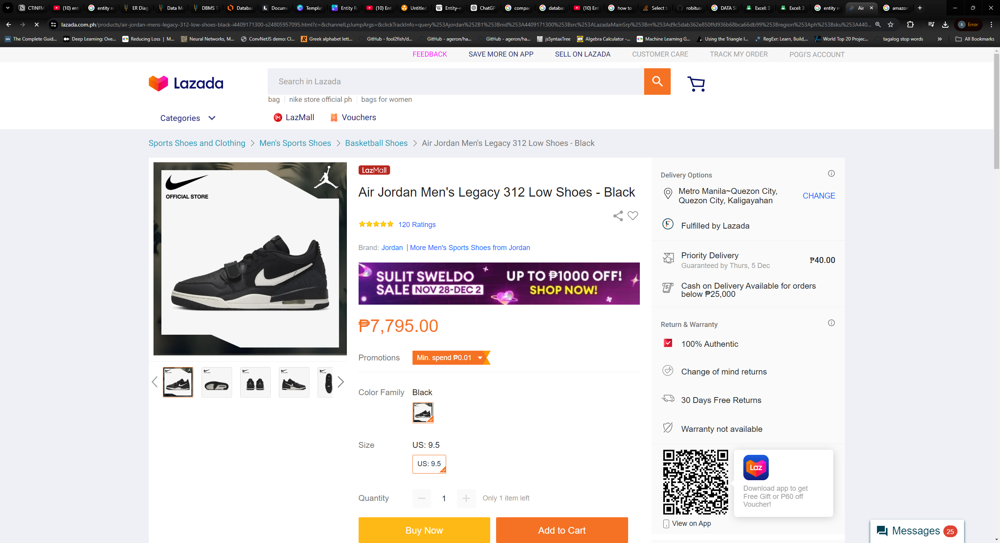 CTINFM
(10) enti
entity re
ER Diag
Data Mo
DBMS T
Databas
Docume
Templat
Entity R
(10) Ent
Untitled
Entity–r
ChatGP
compac
databas
(10) Ent
how to
Select t
robituss
DATA SC
Excel: 3
Excel: 3
entity re
Air
amazon
lazada.com.ph/products/air-jordan-mens-legacy-312-low-shoes-black-i4409171300-s24805957095.html?c=&channelLpJumpArgs=&clickTrackInfo=query%253Ajordan%252B1%253Bnid%253A4409171300%253Bsrc%253ALazadaMainSrp%253Brn%253Ad9c5dab362e850ffd936b68bca66db99%253Bregion%253Aph%253Bsku%253A440...
S Error
tds The Complete Guid...
Deep Learning: Ove...
Reducing Loss | M...
Neural Networks, M...
ConvNetJS demo: Cl...
Greek alphabet lett...
GitHub - fool2fish/d...
GitHub - ageron/ha...
GitHub - ageron/ha...
jsSyntaxTree
Algebra Calculator -...
Machine Learning G...
Using the Triangle I...
RegExr: Learn, Build,...
World Top 20 Projec...
tagalog stop words
All Bookmarks
FEEDBACK
SAVE MORE ON APP
SELL ON LAZADA
CUSTOMER CARE
TRACK MY ORDER
POGI'S ACCOUNT
Lazada
Search in Lazada
bag
nike store official ph
bags for women
Categories
LazMall
Vouchers
Sports Shoes and Clothing > Men's Sports Shoes > Basketball Shoes > Air Jordan Men's Legacy 312 Low Shoes - Black
OFFICIAL STORE
LazMall
Air Jordan Men's Legacy 312 Low Shoes - Black
120 Ratings
Brand: Jordan | More Men's Sports Shoes from Jordan
SULIT SWELDO
SALE NOV 28-DEC 2
UP TO ₱1000 OFF!
SHOP NOW!
₱7,795.00
Promotions
Min. spend ₱0.01
Color Family
Black
Size
US: 9.5
US: 9.5
Quantity
1
Only 1 item left
Buy Now
Add to Cart
Delivery Options
Metro Manila~Quezon City,
Quezon City, Kaligayahan
CHANGE
Fulfilled by Lazada
Priority Delivery
₱40.00
Guaranteed by Thurs, 5 Dec
Cash on Delivery Available for orders
below ₱25,000
Return & Warranty
100% Authentic
Change of mind returns
30 Days Free Returns
Warranty not available
Laz
Download app to get
Free Gift or P60 off
Voucher!
View on App
Messages 25